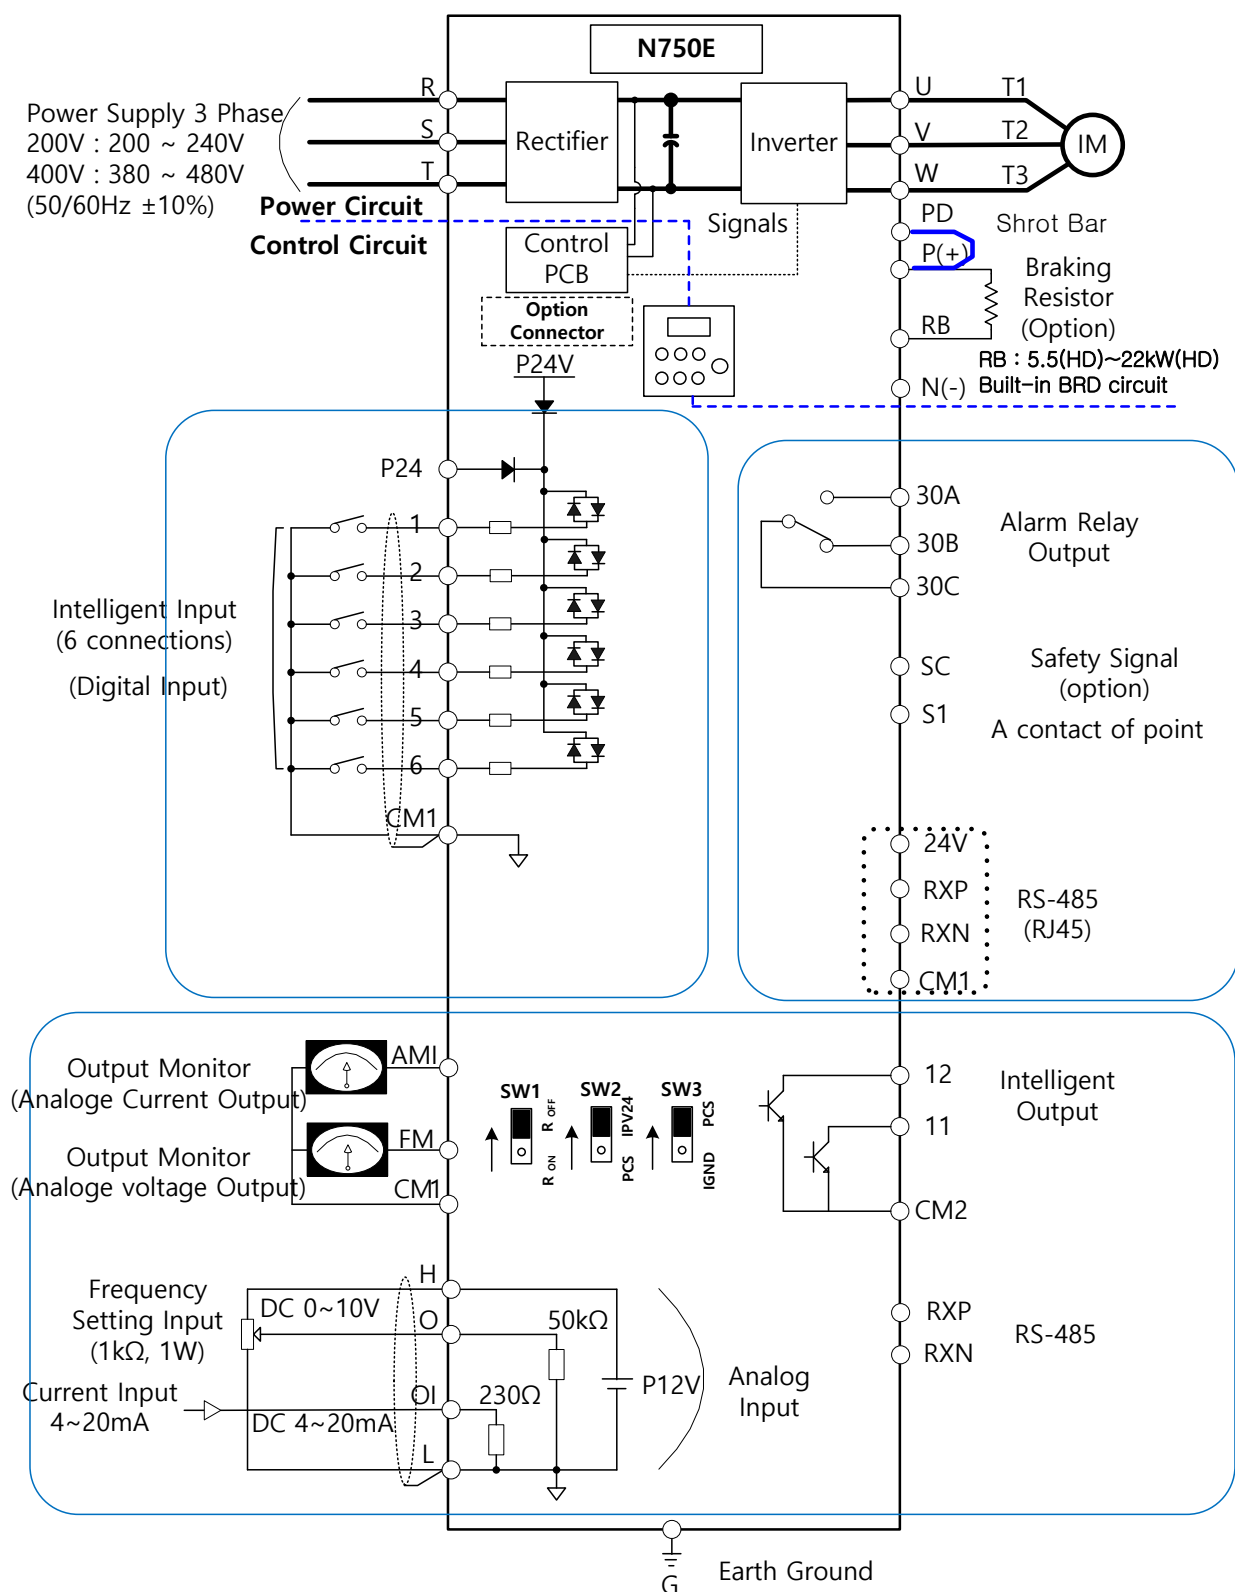 N750E
Power Supply 3 Phase
200V : 200 ~ 240V
400V : 380 ~ 480V
(50/60Hz ±10%)
R
S
T
Rectifier
Inverter
U
V
W
T1
T2
T3
IM
Power Circuit
Control Circuit
Control
PCB
Signals
Option
Connector
P24V
PD
P(+)
RB
N(-)
Shrot Bar
Braking
Resistor
(Option)
RB : 5.5(HD)~22kW(HD)
Built-in BRD circuit
P24
1
2
3
4
5
6
CM1
Intelligent Input
(6 connections)
(Digital Input)
30A
30B
30C
Alarm Relay
Output
SC
S1
Safety Signal
(option)
A contact of point
24V
RXP
RXN
CM1
RS-485
(RJ45)
Output Monitor
(Analoge Current Output)
AMI
Output Monitor
(Analoge voltage Output)
FM
CM1
SW1
R OFF
R ON
SW2
IPV24
PCS
SW3
PCS
IGND
12
11
CM2
Intelligent
Output
Frequency
Setting Input
(1kΩ, 1W)
DC 0~10V
H
O
OI
L
50kΩ
230Ω
P12V
Analog
Input
Current Input
4~20mA
DC 4~20mA
RXP
RXN
RS-485
G
Earth Ground